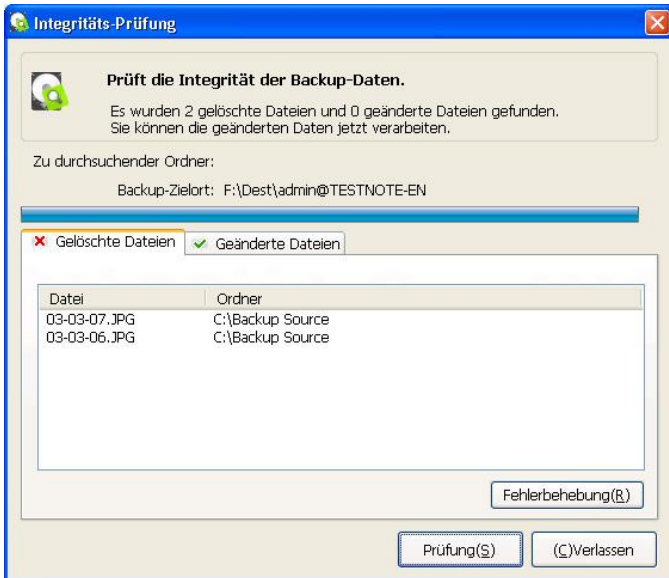 Integritäts-Prüfung
Prüft die Integrität der Backup-Daten.
Es wurden 2 gelöschte Dateien und 0 geänderte Dateien gefunden.
Sie können die geänderten Daten jetzt verarbeiten.
Zu durchsuchender Ordner:
Backup-Zielort: F:\Dest\admin@TESTNOTE-EN
Gelöschte Dateien Geänderte Dateien
Datei Ordner
03-03-07.JPG C:\Backup Source
03-03-06.JPG C:\Backup Source
Fehlerbehebung(R)
Prüfung(S) (C)Verlassen